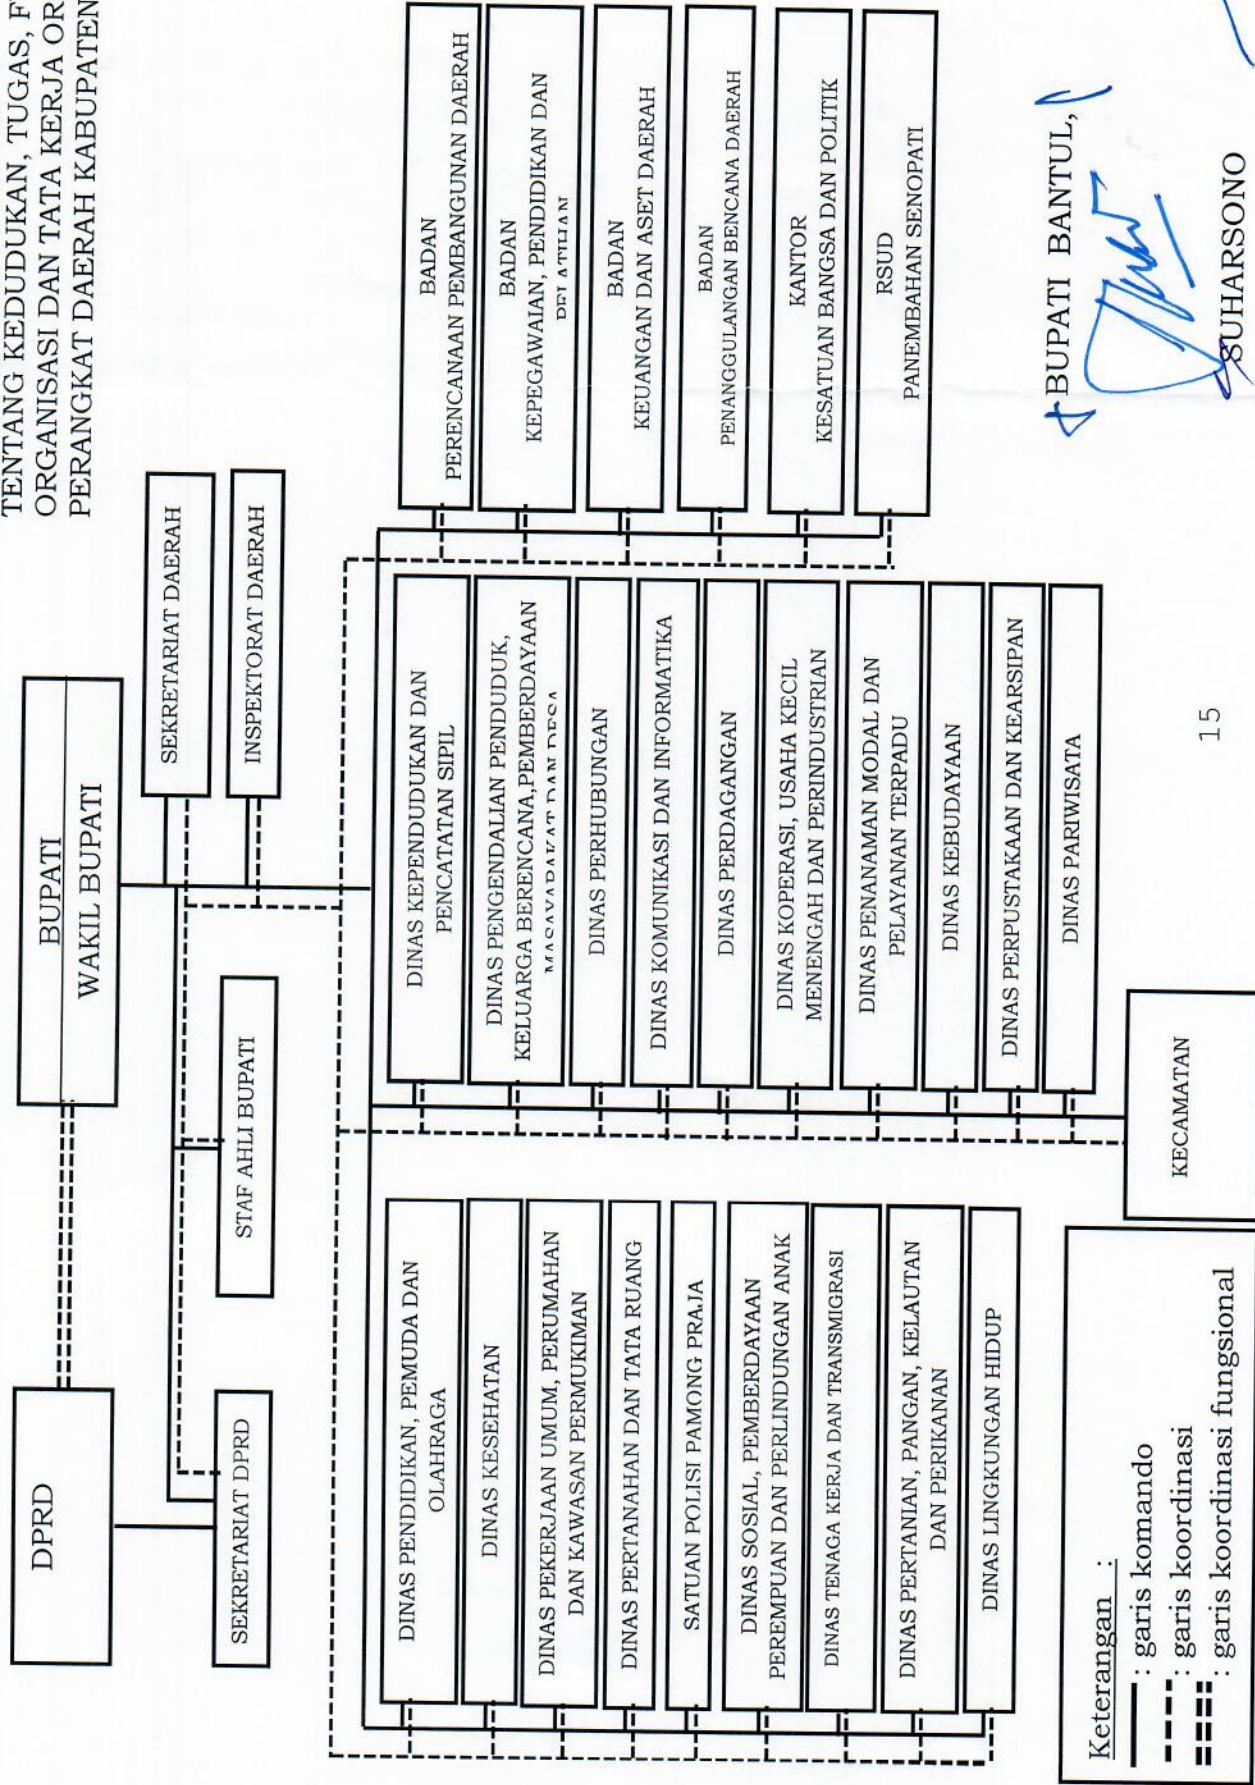 TENTANG KEDUDUKAN, TUGAS,
ORGANISASI DAN TATA KERJA
PERANGKAT DAERAH KABUPATEN
DPRD
BUPATI
WAKIL BUPATI
SEKRETARIAT DPRD
STAF AHLI BUPATI
SEKRETARIAT DAERAH
INSPEKTORAT DAERAH
DINAS PENDIDIKAN, PEMUDA DAN
OLAHRAGA
DINAS KESEHATAN
DINAS PEKERJAAN UMUM, PERUMAHAN
DAN KAWASAN PERMUKIMAN
DINAS PERTANAHAN DAN TATA RUANG
SATUAN POLISI PAMONG PRAJA
DINAS SOSIAL, PEMBERDAYAAN
PEREMPUAN DAN PERLINDUNGAN ANAK
DINAS TENAGA KERJA DAN TRANSMIGRASI
DINAS PERTANIAN, PANGAN, KELAUTAN
DAN PERIKANAN
DINAS LINGKUNGAN HIDUP
DINAS KEPENDUDUKAN DAN
PENCATATAN SIPIL
DINAS PENGENDALIAN PENDUDUK,
KELUARGA BERENCANA,PEMBERDAYAAN
MASYARAKAT DAN DESA
DINAS PERHUBUNGAN
DINAS KOMUNIKASI DAN INFORMATIKA
DINAS PERDAGANGAN
DINAS KOPERASI, USAHA KECIL
MENENGAH DAN PERINDUSTRIAN
DINAS PENANAMAN MODAL DAN
PELAYANAN TERPADU
DINAS KEBUDAYAAN
DINAS PERPUSTAKAAN DAN KEARSIPAN
DINAS PARIWISATA
KECAMATAN
BADAN
PERENCANAAN PEMBANGUNAN DAERAH
BADAN
KEPEGAWAIAN, PENDIDIKAN DAN
PELATIHAN
BADAN
KEUANGAN DAN ASET DAERAH
BADAN
PENANGGULANGAN BENCANA DAERAH
KANTOR
KESATUAN BANGSA DAN POLITIK
RSUD
PANEMBAHAN SENOPATI
Keterangan :
: garis komando
: garis koordinasi
: garis koordinasi fungsional
15
BUPATI BANTUL,
SUHARSONO